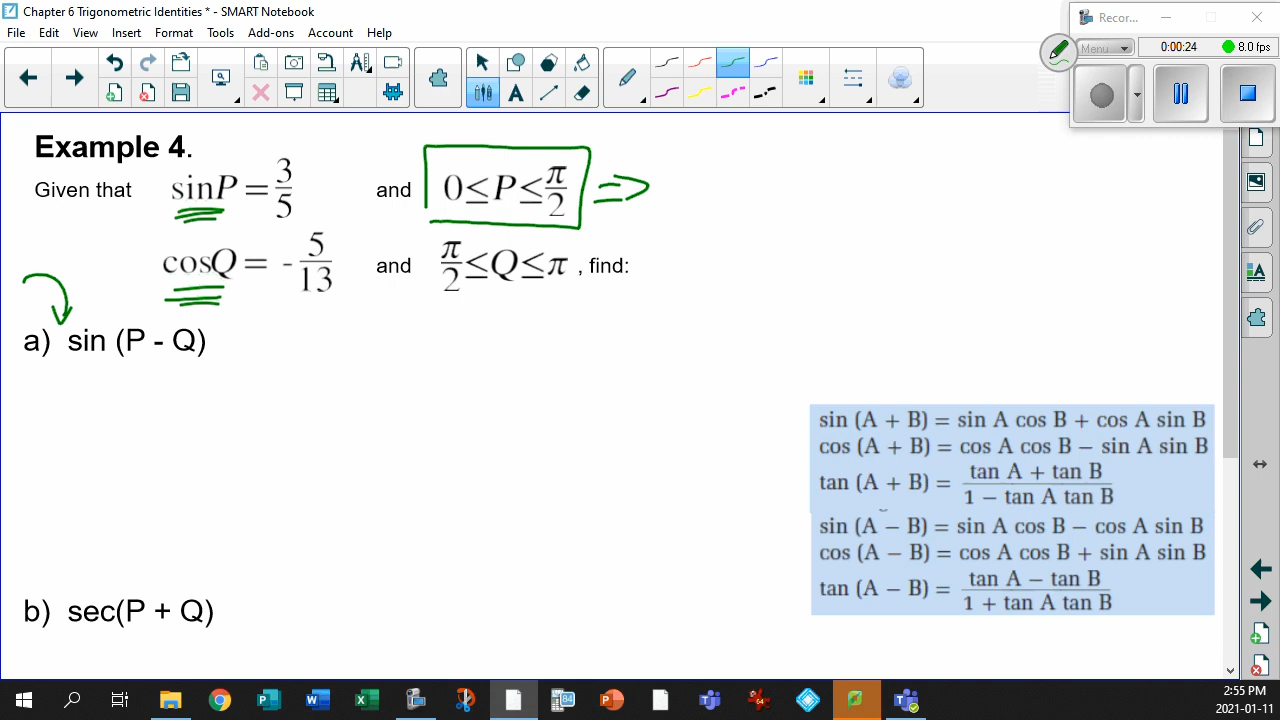 Chapter 6 Trigonometric Identities * - SMART Notebook
File Edit View Insert Format Tools Add-ons Account Help
Recor...
Menu 0:00:24 8.0 fps
Example 4.
Given that sinP = 3/5 and 0≤P≤π/2 =>
cosQ = - 5/13 and π/2≤Q≤π , find:
a) sin (P - Q)
sin (A + B) = sin A cos B + cos A sin B
cos (A + B) = cos A cos B − sin A sin B
tan (A + B) = tan A + tan B / 1 − tan A tan B
sin (A − B) = sin A cos B − cos A sin B
cos (A − B) = cos A cos B + sin A sin B
tan (A − B) = tan A − tan B / 1 + tan A tan B
b) sec(P + Q)
2:55 PM
2021-01-11